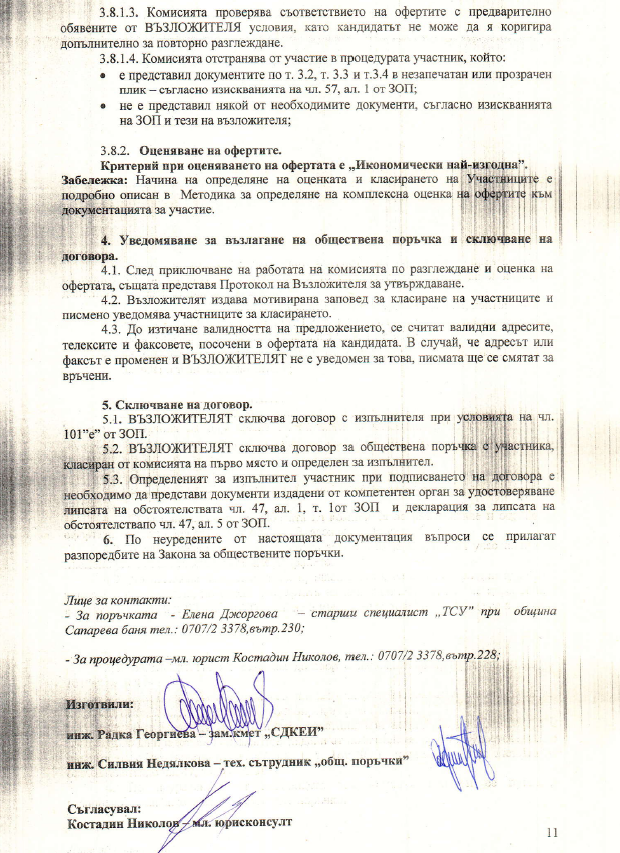 3.8.1.3. Комисията проверява съответствието на офертите с предварително
обявените от ВЪЗЛОЖИТЕЛЯ условия, като кандидатът не може да я коригира
допълнително за повторно разглеждане.
3.8.1.4. Комисията отстранява от участие в процедурата участник, който:
• е представил документите по т. 3.2, т. 3.3 и т.3.4 в незапечатан или прозрачен
плик – съгласно изискванията на чл. 57, ал. 1 от ЗОП;
• не е представил някой от необходимите документи, съгласно изискванията
на ЗОП и тези на възложителя;
3.8.2. Оценяване на офертите.
Критерий при оценяването на офертата е „Икономически най-изгодна”.
Забележка: Начина на определяне на оценката и класирането на Участниците е
подробно описан в Методика за определяне на комплексна оценка на офертите към
документацията за участие.
4. Уведомяване за възлагане на обществена поръчка и сключване на
договора.
4.1. След приключване на работата на комисията по разглеждане и оценка на
офертата, същата представя Протокол на Възложителя за утвърждаване.
4.2. Възложителят издава мотивирана заповед за класиране на участниците и
писмено уведомява участниците за класирането.
4.3. До изтичане валидността на предложението, се считат валидни адресите,
телексите и факсовете, посочени в офертата на кандидата. В случай, че адресът или
факсът е променен и ВЪЗЛОЖИТЕЛЯТ не е уведомен за това, писмата ще се смятат за
връчени.
5. Сключване на договор.
5.1. ВЪЗЛОЖИТЕЛЯТ сключва договор с изпълнителя при условията на чл.
101”е” от ЗОП.
5.2. ВЪЗЛОЖИТЕЛЯТ сключва договор за обществена поръчка с участника,
класиран от комисията на първо място и определен за изпълнител.
5.3. Определеният за изпълнител участник при подписването на договора е
необходимо да представи документи издадени от компетентен орган за удостоверяване
липсата на обстоятелствата чл. 47, ал. 1, т. 1от ЗОП и декларация за липсата на
обстоятелствапо чл. 47, ал. 5 от ЗОП.
6. По неуредените от настоящата документация въпроси се прилагат
разпоредбите на Закона за обществените поръчки.
Лице за контакти:
- За поръчката - Елена Джоргова – старши специалист „ТСУ” при община
Сапарева баня тел.: 0707/2 3378,вътр.230;
- За процедурата –мл. юрист Костадин Николов, тел.: 0707/2 3378,вътр.228;
Изготвили:
инж. Радка Георгиева – зам.кмет „СДКЕИ”
инж. Силвия Недялкова – тех. сътрудник „общ. поръчки”
Съгласувал:
Костадин Николов – мл. юрисконсулт
11